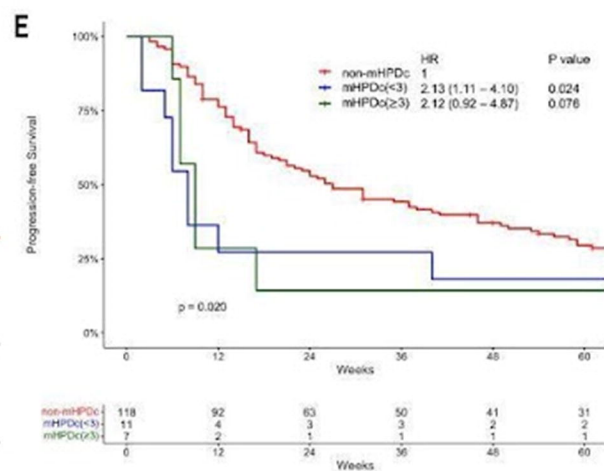 E
HR P value
non-mHPDc 1
mHPDc(<3) 2.13 (1.11 – 4.10) 0.024
mHPDc(≥3) 2.12 (0.92 – 4.87) 0.076
100%
75%
50%
25%
0%
Progression-free Survival
p = 0.020
0 12 24 36 48 60
Weeks
non-mHPDc 118 92 63 50 41 31
mHPDc(<3) 11 4 3 3 2 2
mHPDc(≥3) 7 2 1 1 1 1
0 12 24 36 48 60
Weeks